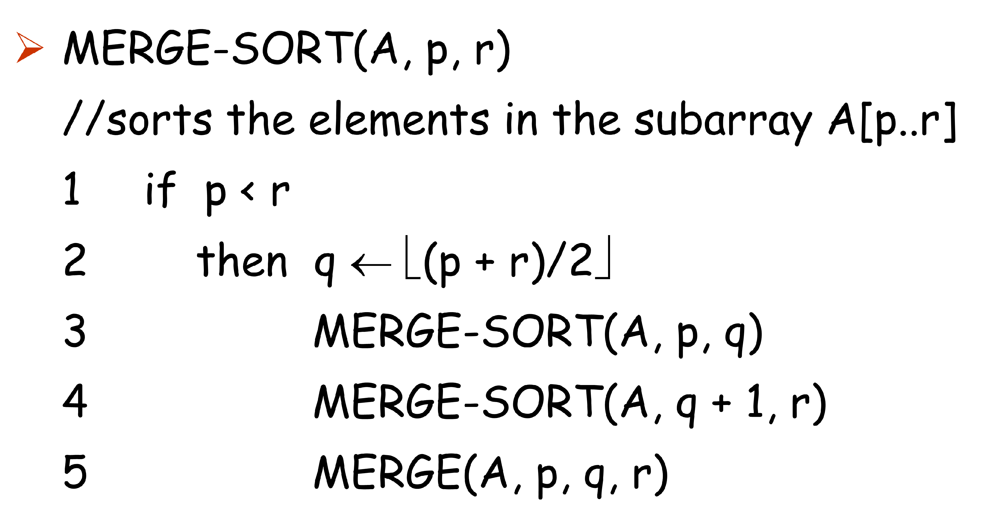 MERGE-SORT(A, p, r)
//sorts the elements in the subarray A[p..r]
1 if p < r
2 then q ← ⌊(p + r)/2⌋
3 MERGE-SORT(A, p, q)
4 MERGE-SORT(A, q + 1, r)
5 MERGE(A, p, q, r)